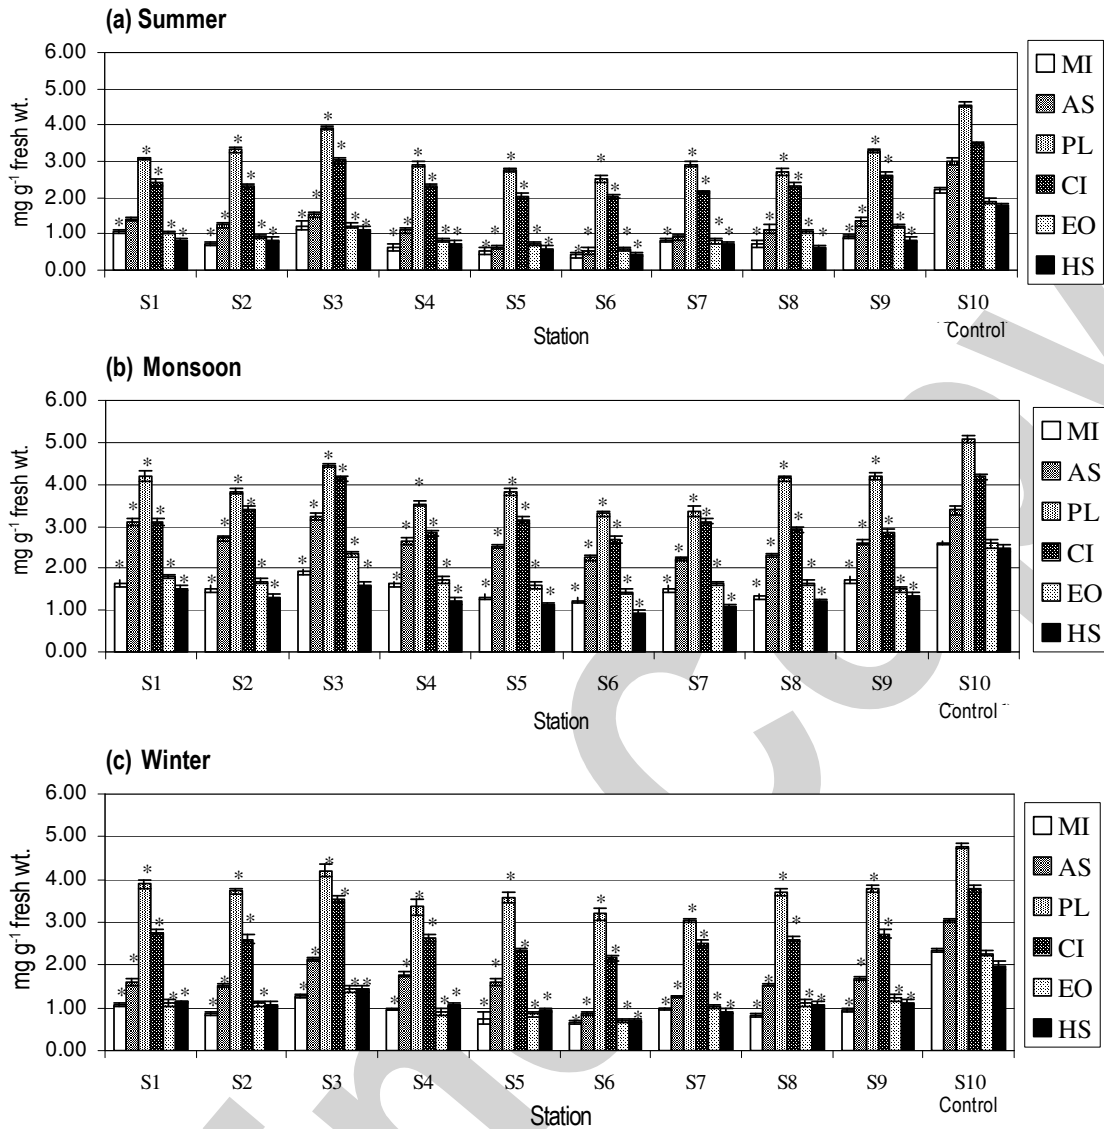 (a) Summer
6.00
5.00
4.00
3.00
2.00
1.00
0.00
mg g⁻¹ fresh wt.
MI
AS
PL
CI
EO
HS
S1 S2 S3 S4 S5 S6 S7 S8 S9 S10
Control
Station
(b) Monsoon
6.00
5.00
4.00
3.00
2.00
1.00
0.00
mg g⁻¹ fresh wt.
MI
AS
PL
CI
EO
HS
S1 S2 S3 S4 S5 S6 S7 S8 S9 S10
Control
Station
(c) Winter
6.00
5.00
4.00
3.00
2.00
1.00
0.00
mg g⁻¹ fresh wt.
MI
AS
PL
CI
EO
HS
S1 S2 S3 S4 S5 S6 S7 S8 S9 S10
Control
Station